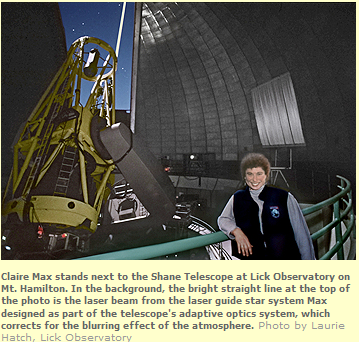 Claire Max stands next to the Shane Telescope at Lick Observatory on
Mt. Hamilton. In the background, the bright straight line at the top of
the photo is the laser beam from the laser guide star system Max
designed as part of the telescope's adaptive optics system, which
corrects for the blurring effect of the atmosphere. Photo by Laurie
Hatch, Lick Observatory